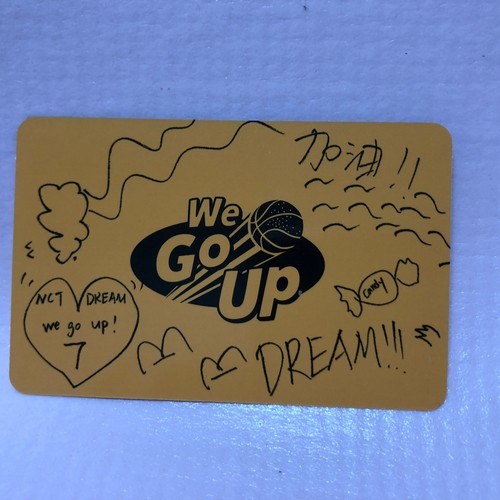 加油!!
We
Go
Up
NCT DREAM
we go up!
7
Candy
DREAM!!!